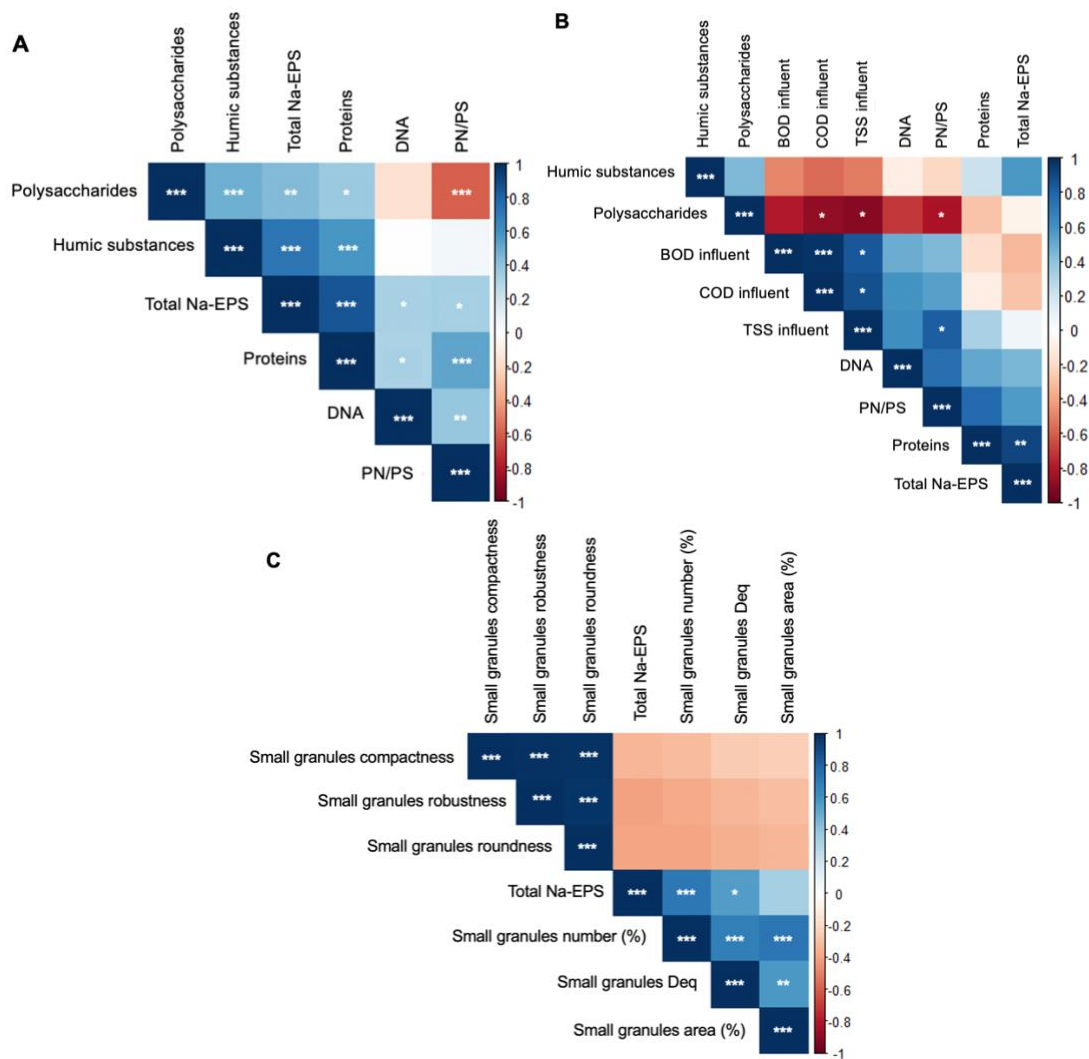 A
Polysaccharides
Humic substances
Total Na-EPS
Proteins
DNA
PN/PS
Polysaccharides *** *** ** * ***
Humic substances *** *** ***
Total Na-EPS *** *** * *
Proteins *** * ***
DNA *** **
PN/PS ***
1
0.8
0.6
0.4
0.2
0
-0.2
-0.4
-0.6
-0.8
-1
B
Humic substances
Polysaccharides
BOD influent
COD influent
TSS influent
DNA
PN/PS
Proteins
Total Na-EPS
Humic substances ***
Polysaccharides *** * * *
BOD influent *** *** *
COD influent *** *
TSS influent *** *
DNA ***
PN/PS ***
Proteins *** **
Total Na-EPS ***
1
0.8
0.6
0.4
0.2
0
-0.2
-0.4
-0.6
-0.8
-1
C
Small granules compactness
Small granules robustness
Small granules roundness
Total Na-EPS
Small granules number (%)
Small granules Deq
Small granules area (%)
Small granules compactness *** *** ***
Small granules robustness *** ***
Small granules roundness ***
Total Na-EPS *** *** *
Small granules number (%) *** *** ***
Small granules Deq *** **
Small granules area (%) ***
1
0.8
0.6
0.4
0.2
0
-0.2
-0.4
-0.6
-0.8
-1